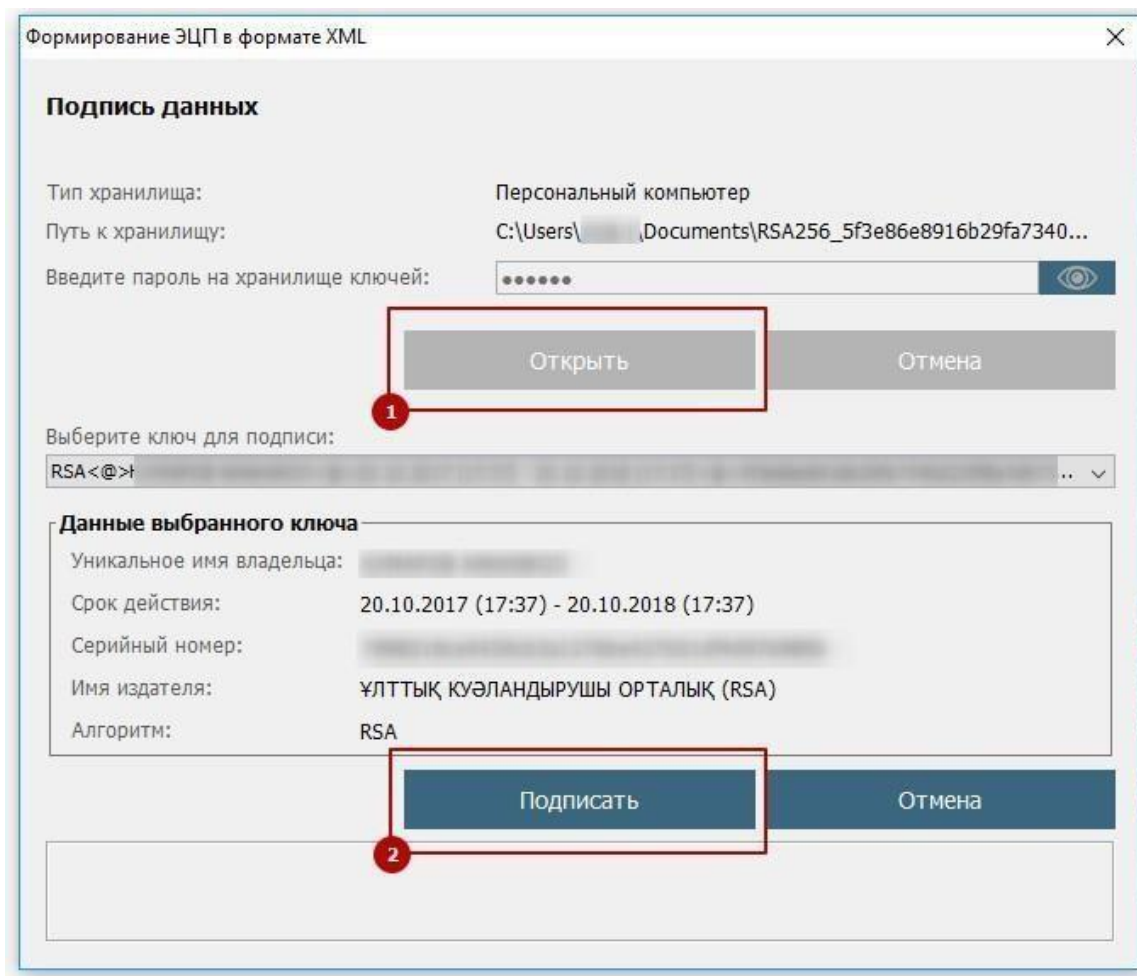 Формирование ЭЦП в формате XML
Подпись данных
Тип хранилища: Персональный компьютер
Путь к хранилищу: C:\Users\ \Documents\RSA256_5f3e86e8916b29fa7340...
Введите пароль на хранилище ключей: ●●●●●●
Открыть Отмена
1
Выберите ключ для подписи:
RSA<@> ..
Данные выбранного ключа
Уникальное имя владельца:
Срок действия: 20.10.2017 (17:37) - 20.10.2018 (17:37)
Серийный номер:
Имя издателя: ҰЛТТЫҚ КУӘЛАНДЫРУШЫ ОРТАЛЫҚ (RSA)
Алгоритм: RSA
Подписать Отмена
2